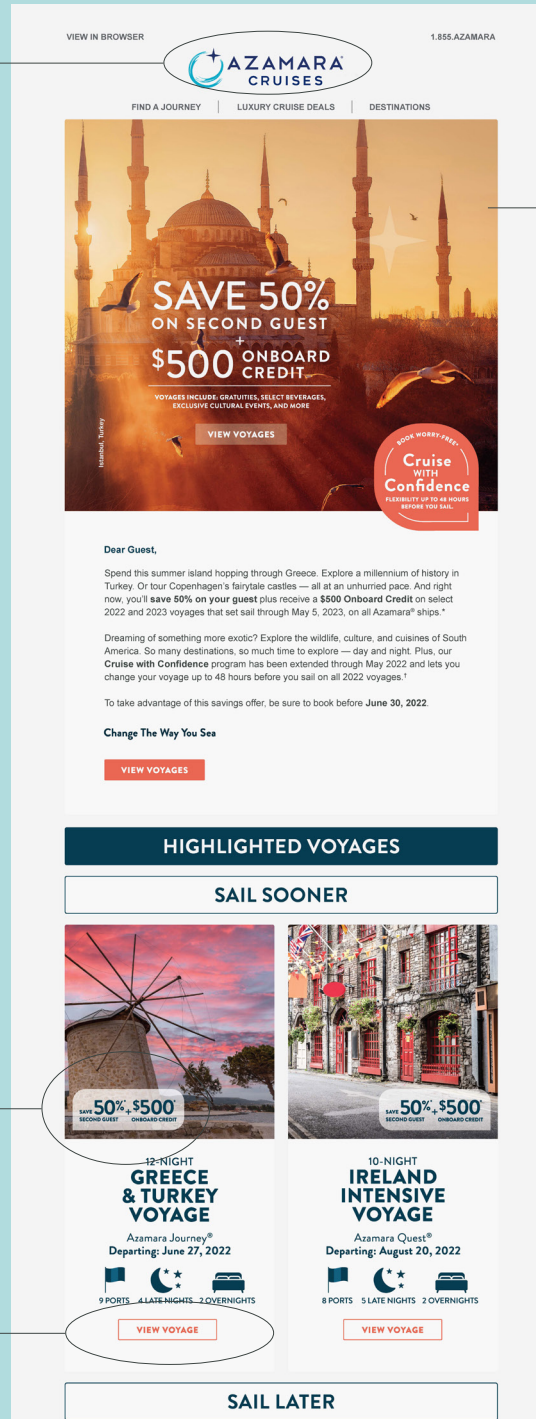 VIEW IN BROWSER
1.855.AZAMARA
AZAMARA®
CRUISES
FIND A JOURNEY | LUXURY CRUISE DEALS | DESTINATIONS
SAVE 50%
ON SECOND GUEST
+
$500 ONBOARD CREDIT
VOYAGES INCLUDE: GRATUITIES, SELECT BEVERAGES,
EXCLUSIVE CULTURAL EVENTS, AND MORE
VIEW VOYAGES
Istanbul, Turkey
BOOK WORRY-FREE*
Cruise
WITH
Confidence
FLEXIBILITY UP TO 48 HOURS
BEFORE YOU SAIL.
Dear Guest,
Spend this summer island hopping through Greece. Explore a millennium of history in
Turkey. Or tour Copenhagen's fairytale castles — all at an unhurried pace. And right
now, you'll save 50% on your guest plus receive a $500 Onboard Credit on select
2022 and 2023 voyages that set sail through May 5, 2023, on all Azamara® ships.*
Dreaming of something more exotic? Explore the wildlife, culture, and cuisines of South
America. So many destinations, so much time to explore — day and night. Plus, our
Cruise with Confidence program has been extended through May 2022 and lets you
change your voyage up to 48 hours before you sail on all 2022 voyages.†
To take advantage of this savings offer, be sure to book before June 30, 2022.
Change The Way You Sea
VIEW VOYAGES
HIGHLIGHTED VOYAGES
SAIL SOONER
SAVE 50%* + $500*
SECOND GUEST ONBOARD CREDIT
12-NIGHT
GREECE
& TURKEY
VOYAGE
Azamara Journey®
Departing: June 27, 2022
9 PORTS 4 LATE NIGHTS 2 OVERNIGHTS
VIEW VOYAGE
SAVE 50%* + $500*
SECOND GUEST ONBOARD CREDIT
10-NIGHT
IRELAND
INTENSIVE
VOYAGE
Azamara Quest®
Departing: August 20, 2022
8 PORTS 5 LATE NIGHTS 2 OVERNIGHTS
VIEW VOYAGE
SAIL LATER